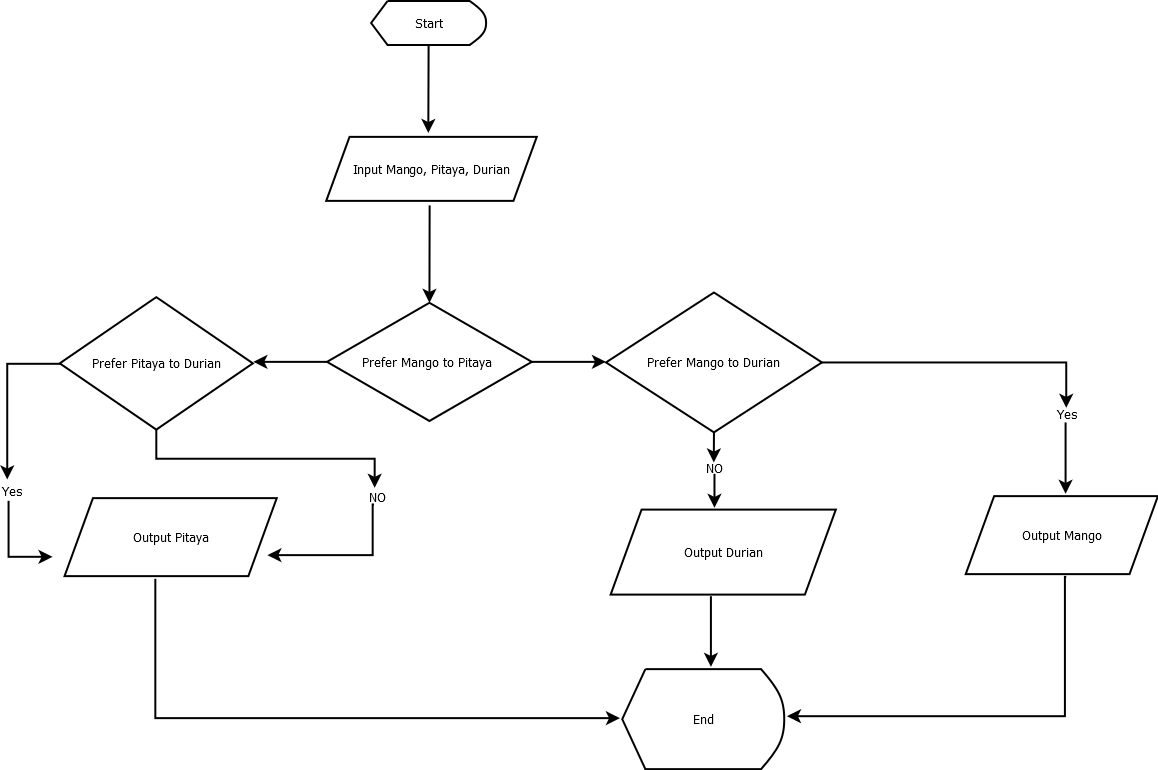 Start
Input Mango, Pitaya, Durian
Prefer Pitaya to Durian
Prefer Mango to Pitaya
Prefer Mango to Durian
Yes
NO
Yes
NO
Output Pitaya
Output Durian
Output Mango
End